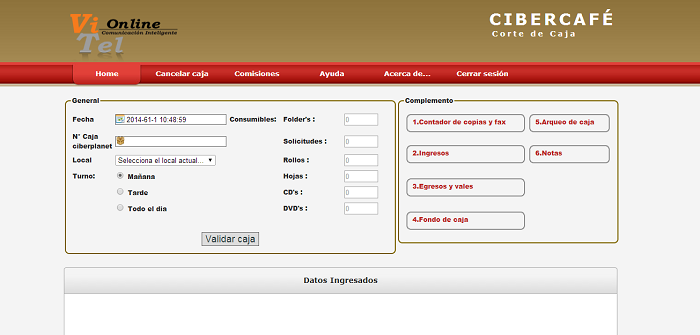 Vi Online
Comunicación Inteligente
Tel
CIBERCAFÉ
Corte de Caja
Home Cancelar caja Comisiones Ayuda Acerca de... Cerrar sesión
General
Fecha 2014-61-1 10:48:59 Consumibles: Folder's : 0
N° Caja ciberplanet
Solicitudes : 0
Local Selecciona el local actual... Rollos : 0
Turno: Mañana Hojas : 0
Tarde CD's : 0
Todo el dia DVD's : 0
Validar caja
Complemento
1.Contador de copias y fax 5.Arqueo de caja
2.Ingresos 6.Notas
3.Egresos y vales
4.Fondo de caja
Datos Ingresados